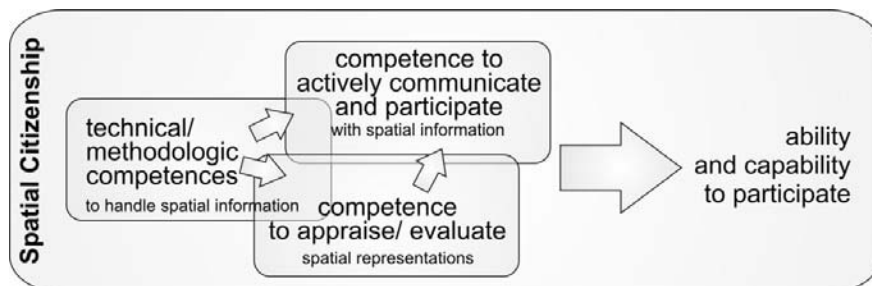 Spatial Citizenship
technical/
methodologic
competences
to handle spatial information
competence to
actively communicate
and participate
with spatial information
competence
to appraise/ evaluate
spatial representations
ability
and capability
to participate